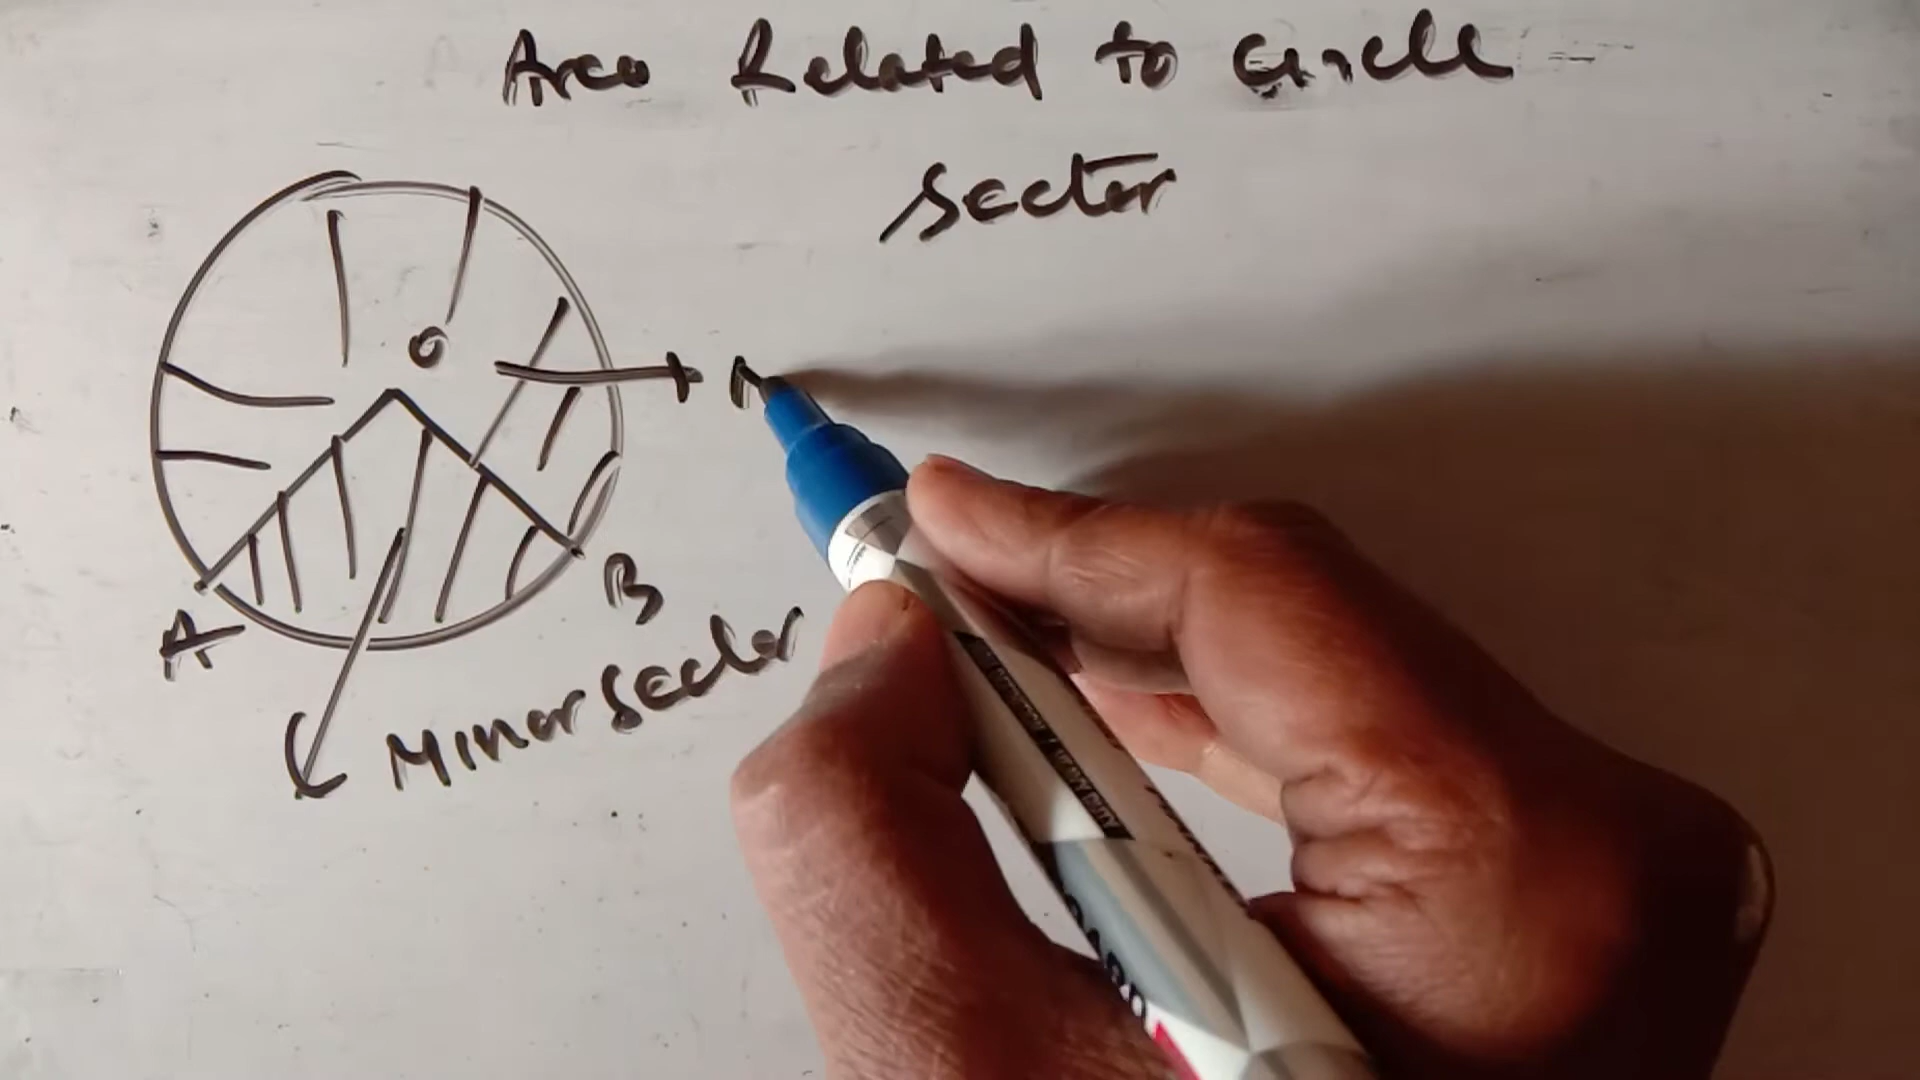 Area Related to Circle
Sector
O
A
B
Minor Sector